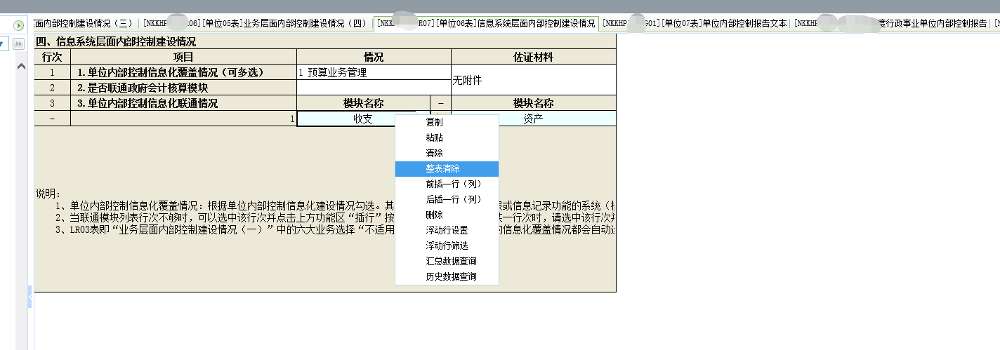 面内部控制建设情况（三） [NKKHP 06][单位05表]业务层面内部控制建设情况（四） [NKK R07][单位06表]信息系统层面内部控制建设情况 [NKKHP G01][单位07表]单位内部控制报告文本 [NKKHP 度行政事业单位内部控制报告 [N
四、信息系统层面内部控制建设情况
行次 项目 情况 佐证材料
1 1.单位内部控制信息化覆盖情况（可多选） 1 预算业务管理
无附件
2 2.是否联通政府会计核算模块
3 3.单位内部控制信息化联通情况 模块名称 - 模块名称
- 1 收支 资产
复制
粘贴
清除
整表清除
前插一行（列）
后插一行（列）
删除
浮动行设置
浮动行筛选
汇总数据查询
历史数据查询
说明：
1、单位内部控制信息化覆盖情况：根据单位内部控制信息化建设情况勾选。其 或信息记录功能的系统（
2、当联通模块列表行次不够时，可以选中该行次并点击上方功能区“插行”按 某一行次时，请选中该行次并
3、LR03表即“业务层面内部控制建设情况（一）”中的六大业务选择“不适用 的信息化覆盖情况都会自动